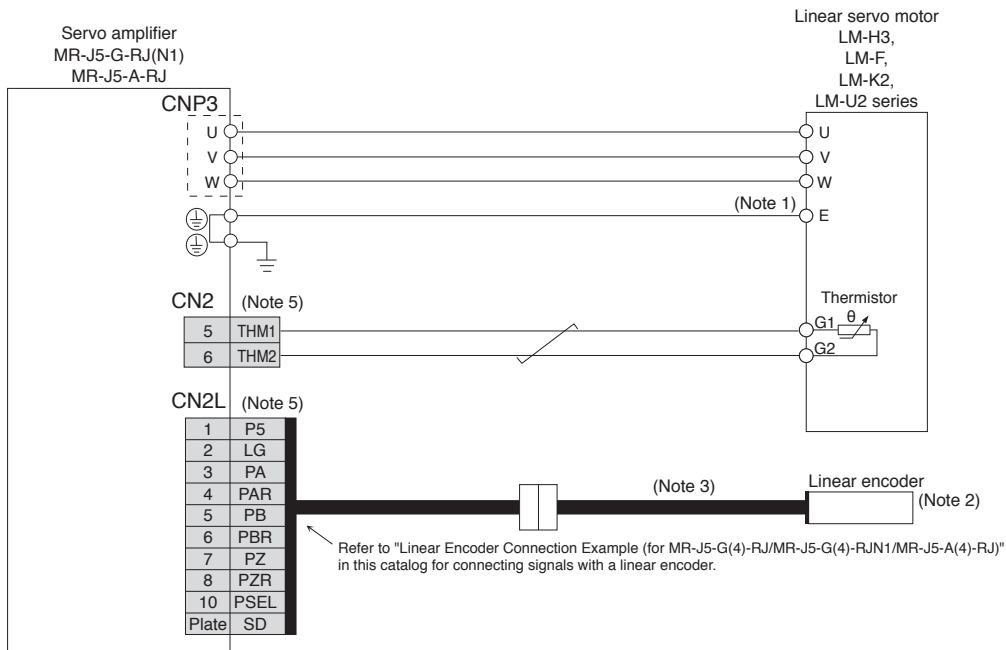 Servo amplifier
MR-J5-G-RJ(N1)
MR-J5-A-RJ
Linear servo motor
LM-H3,
LM-F,
LM-K2,
LM-U2 series
CNP3
U
V
W
U
V
W
(Note 1)
E
CN2 (Note 5)
5 THM1
6 THM2
Thermistor
θ
G1
G2
CN2L (Note 5)
1 P5
2 LG
3 PA
4 PAR
5 PB
6 PBR
7 PZ
8 PZR
10 PSEL
Plate SD
(Note 3)
Linear encoder
(Note 2)
Refer to "Linear Encoder Connection Example (for MR-J5-G(4)-RJ/MR-J5-G(4)-RJN1/MR-J5-A(4)-RJ)"
in this catalog for connecting signals with a linear encoder.